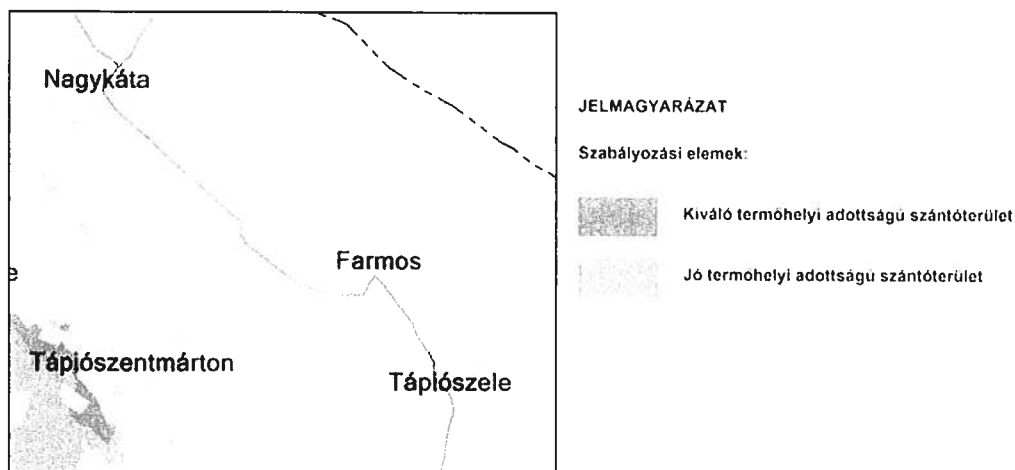 Nagykáta
Farmos
e
Tápiószentmárton
Tápiószele
JELMAGYARÁZAT
Szabályozási elemek:
Kiváló termőhelyi adottságú szántóterület
Jó termőhelyi adottságú szántóterület